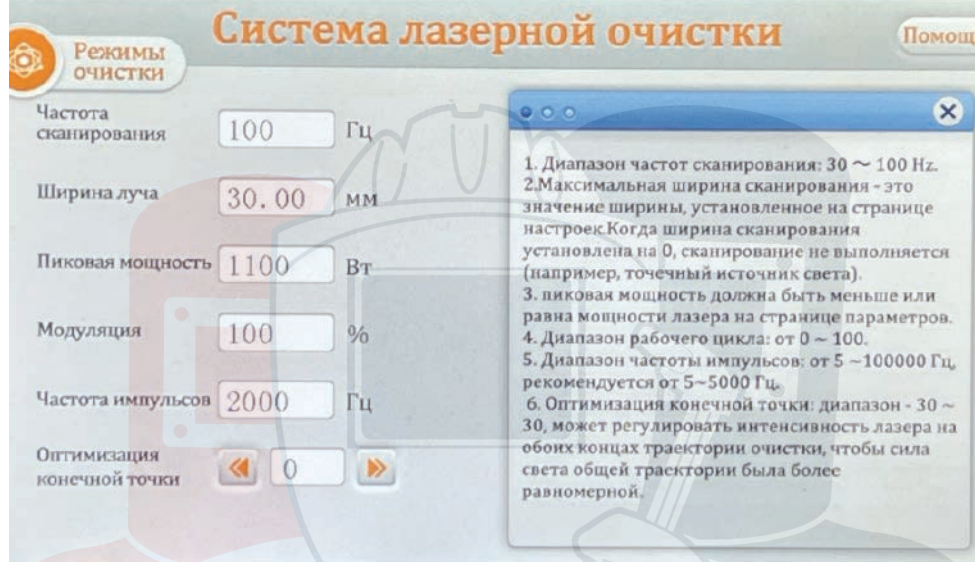 Система лазерной очистки
Режимы
очистки
Частота
сканирования
100
Гц
Ширина луча
30.00
мм
Пиковая мощность
1100
Вт
Модуляция
100
%
Частота импульсов
2000
Гц
Оптимизация
конечной точки
0
Помощ
1. Диапазон частот сканирования: 30 ~ 100 Hz.
2.Максимальная ширина сканирования - это
значение ширины, установленное на странице
настроек.Когда ширина сканирования
установлена на 0, сканирование не выполняется
(например, точечный источник света).
3. пиковая мощность должна быть меньше или
равна мощности лазера на странице параметров.
4. Диапазон рабочего цикла: от 0 ~ 100.
5. Диапазон частоты импульсов: от 5 ~100000 Гц,
рекомендуется от 5~5000 Гц.
6. Оптимизация конечной точки: диапазон - 30 ~
30, может регулировать интенсивность лазера на
обоих концах траектории очистки, чтобы сила
света общей траектории была более
равномерной.